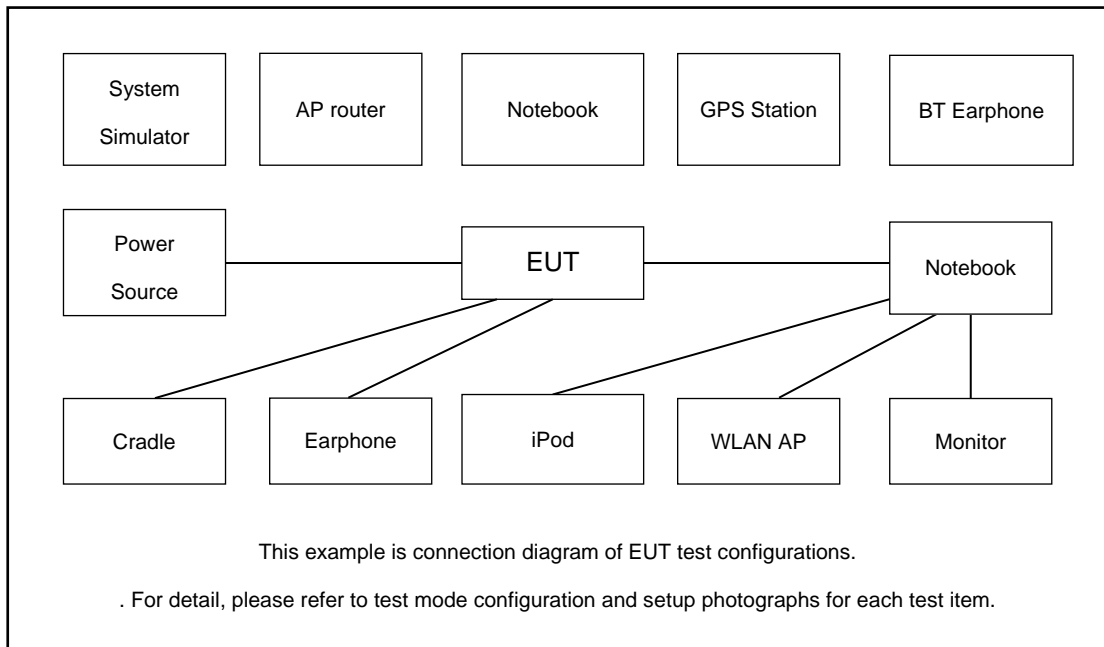 System
Simulator
AP router
Notebook
GPS Station
BT Earphone
Power
Source
EUT
Notebook
Cradle
Earphone
iPod
WLAN AP
Monitor
This example is connection diagram of EUT test configurations.
. For detail, please refer to test mode configuration and setup photographs for each test item.